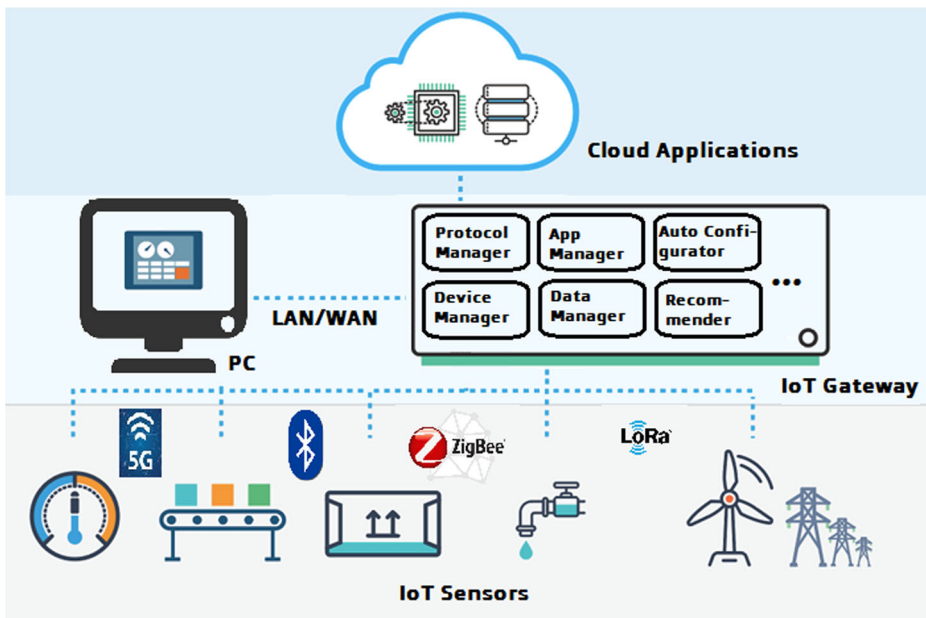 Cloud Applications
Protocol
Manager
App
Manager
Auto Confi-
gurator
Device
Manager
Data
Manager
Recom-
mender
•••
LAN/WAN
PC
IoT Gateway
5G
ZigBee
LoRa
IoT Sensors